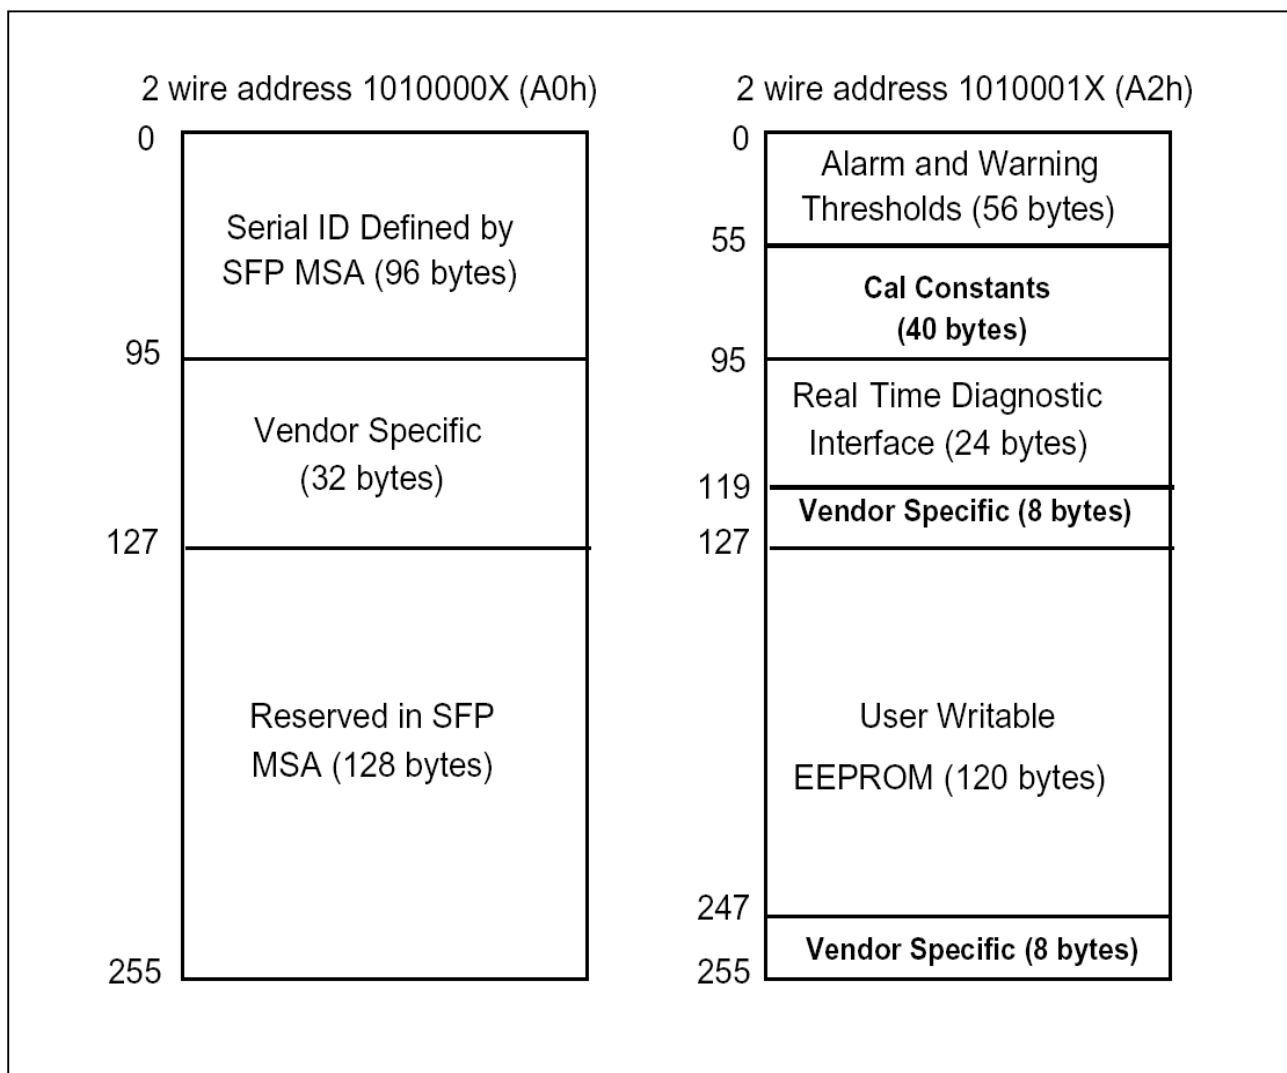 2 wire address 1010000X (A0h)
0
Serial ID Defined by
SFP MSA (96 bytes)
95
Vendor Specific
(32 bytes)
127
Reserved in SFP
MSA (128 bytes)
255
2 wire address 1010001X (A2h)
0
Alarm and Warning
Thresholds (56 bytes)
55
Cal Constants
(40 bytes)
95
Real Time Diagnostic
Interface (24 bytes)
119
Vendor Specific (8 bytes)
127
User Writable
EEPROM (120 bytes)
247
Vendor Specific (8 bytes)
255